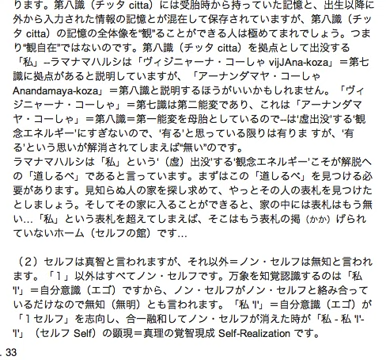 ります。第八識（チッタ citta）には受胎時から持っていた記憶と、出生以降に
外から入力された情報の記憶とが混在して保存されていますが、第八識（チッ
タ citta）の記憶の全体像を“観”ることができる人は極めてまれでしょう。つま
り“観自在”ではないのです。第八識（チッタ citta）を拠点として出没する
「私」--ラマナマハルシは「ヴィジニャーナ・コーしゃ vijJAna-koza」＝第七
識に拠点があると説明していますが、「アーナンダマヤ・コーしゃ
Anandamaya-koza」＝第八識と説明するほうがいいかもしれません。「ヴィ
ジニャーナ・コーしゃ」＝第七識は第二能変であり、これは「アーナンダマ
ヤ・コーしゃ」＝第八識＝第一能変を母胎としているので--は‘虚出没’する‘観
念エネルギー’にすぎないので、‘有る’と思っている限りは有りま すが、‘有
る’という思いが解消されてしまえば“無い”のです。
ラマナマハルシは「私」という‘（虚）出没’する‘観念エネルギー’こそが解脱へ
の「道しるべ」であると言っています。まずはこの「道しるべ」を見つける必
要があります。見知らぬ人の家を探し求めて、やっとその人の表札を見つけた
としましょう。そしてその家に入ることができると、家の中には表札はもう無
い…「私」という表札を超えてしまえば、そこはもう表札の掲（かか）げられ
ていないホーム（セルフの館）です…
（２）セルフは真智と言われますが、それ以外＝ノン・セルフは無知と言われ
ます。「１」以外はすべてノン・セルフです。万象を知覚認識するのは「私
‘I’」＝自分意識（エゴ）ですから、ノン・セルフがノン・セルフと絡み合って
いるだけなので無知（無明）とも言われます。「私 ‘I’」＝自分意識（エゴ）が
「１セルフ」を志向し、合一融和してノン・セルフが消えた時が「私 - 私 ‘I’-
‘I’」（セルフ Self）の顕現＝真理の覚智現成 Self-Realization です。
. 33